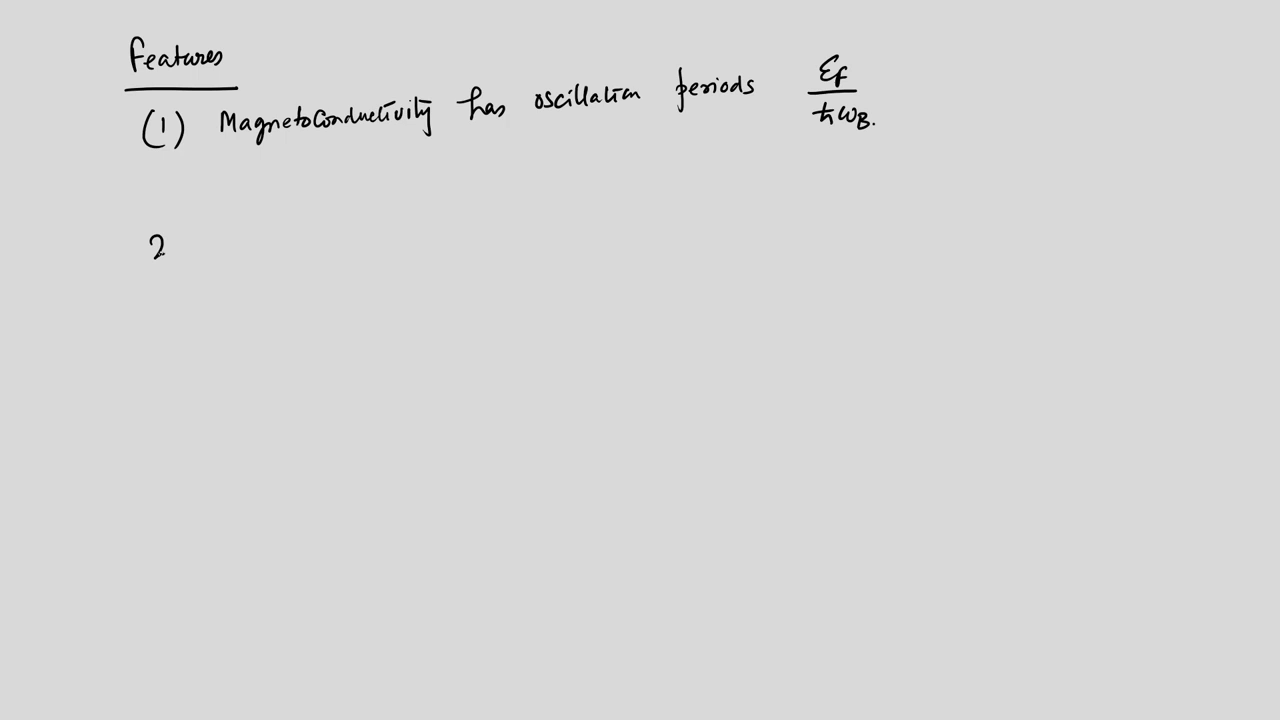 Features
(1) Magnetoconductivity has oscillation periods εF/ħωB.
2